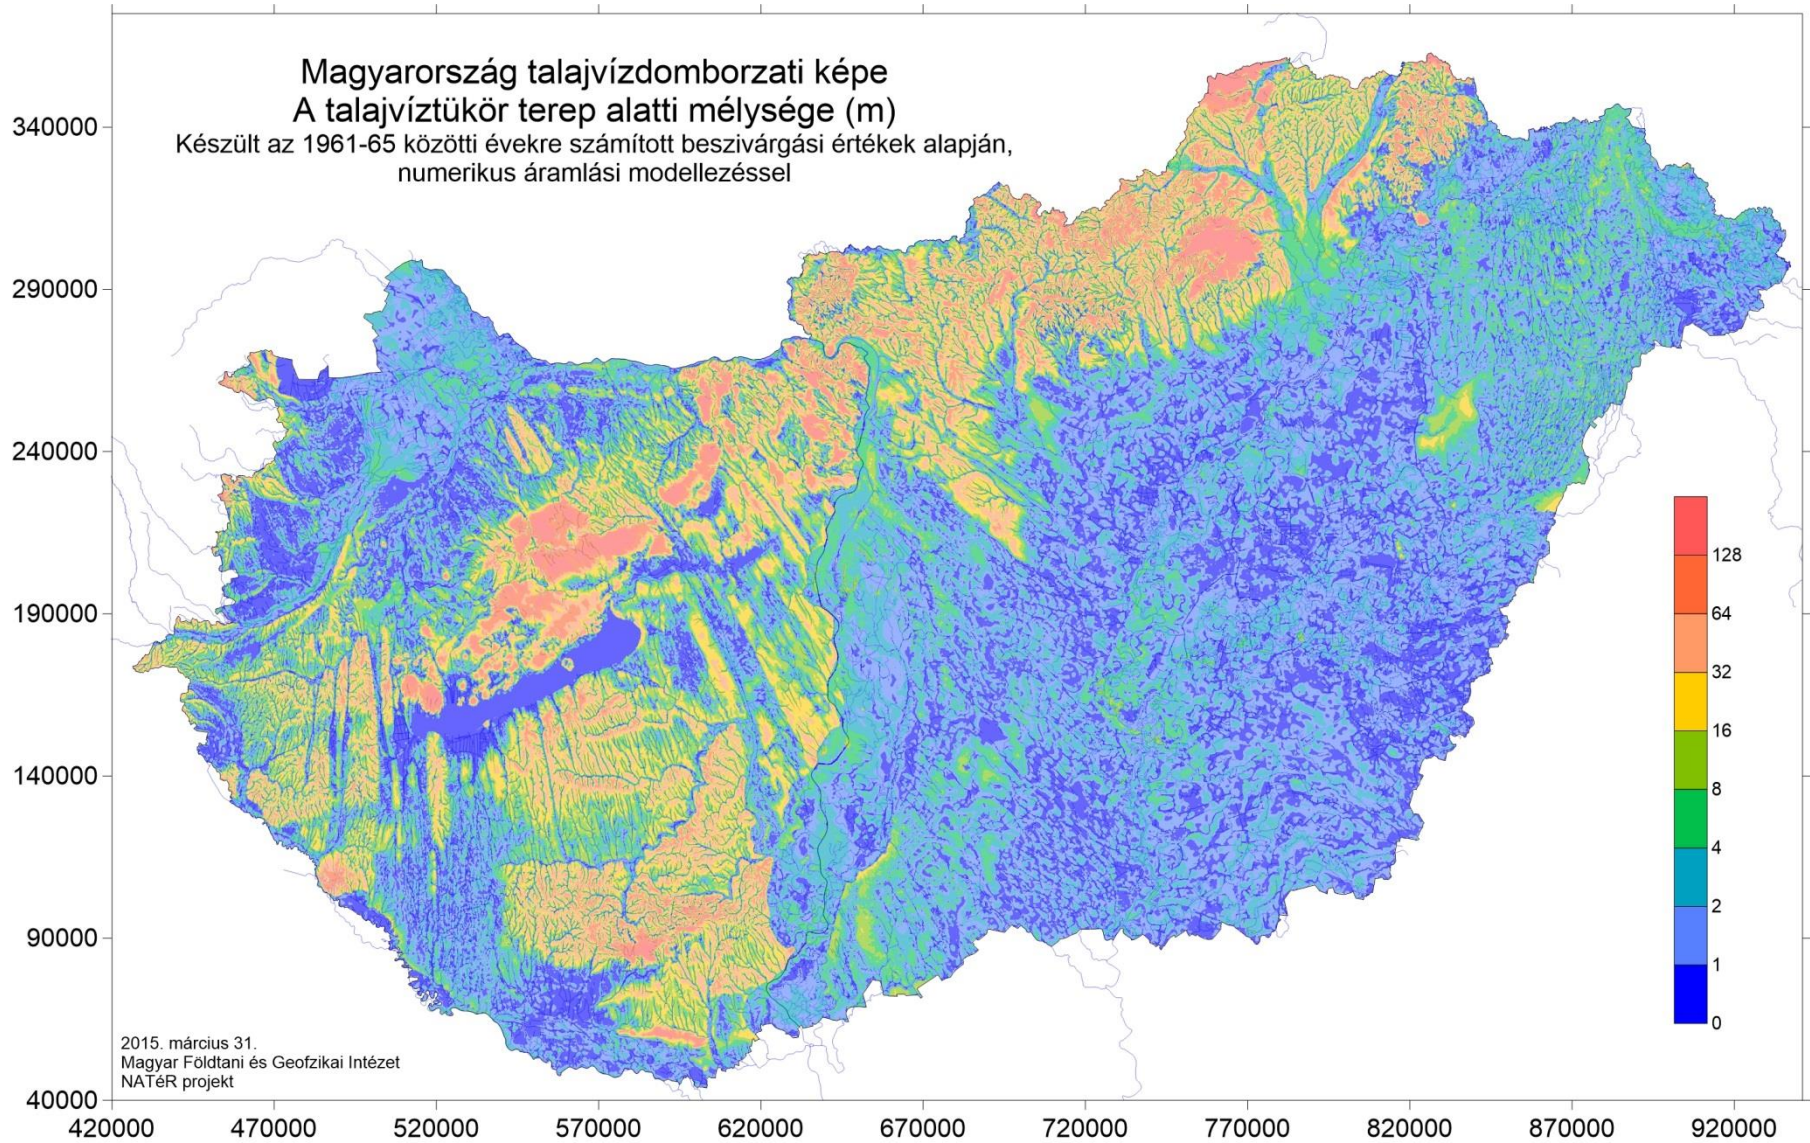 Magyarország talajvízdomborzati képe
A talajvíztükör terep alatti mélysége (m)
Készült az 1961-65 közötti évekre számított beszivárgási értékek alapján,
numerikus áramlási modellezéssel
340000
290000
240000
190000
140000
90000
40000
128
64
32
16
8
4
2
1
0
2015. március 31.
Magyar Földtani és Geofzikai Intézet
NATéR projekt
420000 470000 520000 570000 620000 670000 720000 770000 820000 870000 920000